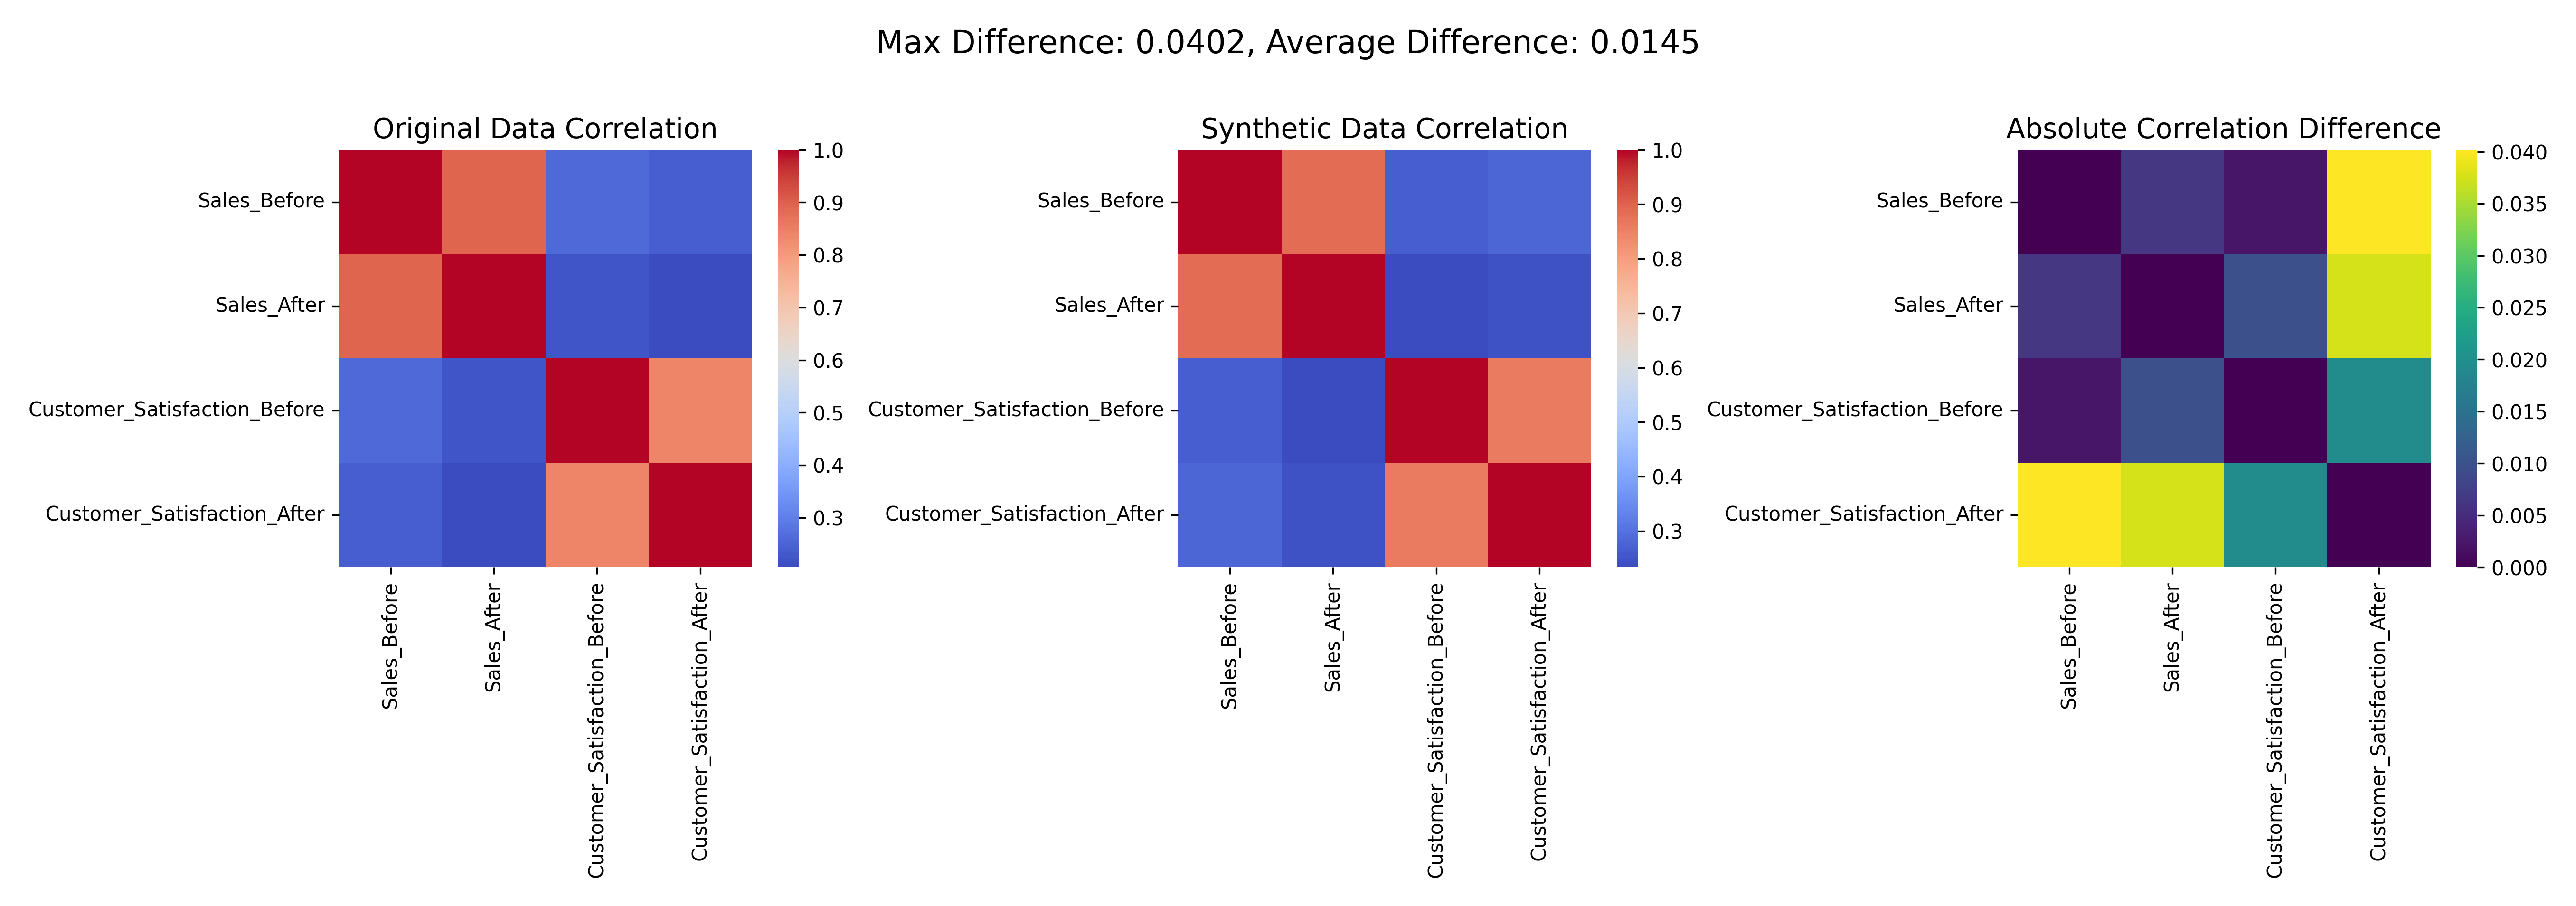 Max Difference: 0.0402, Average Difference: 0.0145
Original Data Correlation
Sales_Before
Sales_After
Customer_Satisfaction_Before
Customer_Satisfaction_After
Sales_Before
Sales_After
Customer_Satisfaction_Before
Customer_Satisfaction_After
1.0
0.9
0.8
0.7
0.6
0.5
0.4
0.3
Synthetic Data Correlation
Sales_Before
Sales_After
Customer_Satisfaction_Before
Customer_Satisfaction_After
Sales_Before
Sales_After
Customer_Satisfaction_Before
Customer_Satisfaction_After
1.0
0.9
0.8
0.7
0.6
0.5
0.4
0.3
Absolute Correlation Difference
Sales_Before
Sales_After
Customer_Satisfaction_Before
Customer_Satisfaction_After
Sales_Before
Sales_After
Customer_Satisfaction_Before
Customer_Satisfaction_After
0.040
0.035
0.030
0.025
0.020
0.015
0.010
0.005
0.000